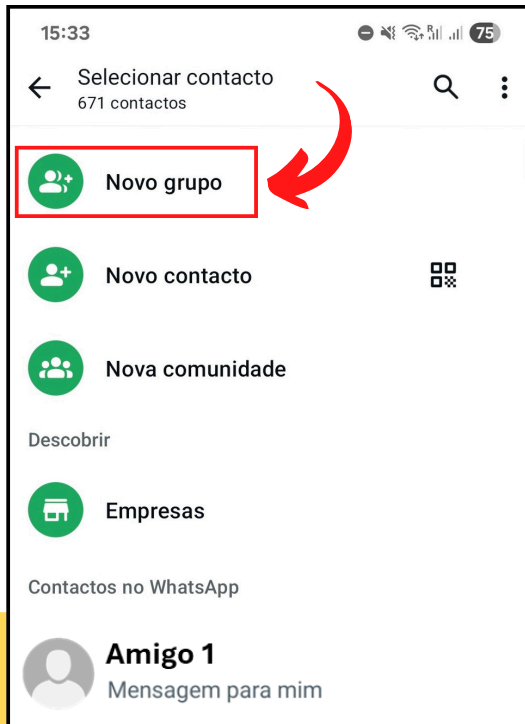 15:33
R
75
Selecionar contacto
671 contactos
Novo grupo
Novo contacto
Nova comunidade
Descobrir
Empresas
Contactos no WhatsApp
Amigo 1
Mensagem para mim